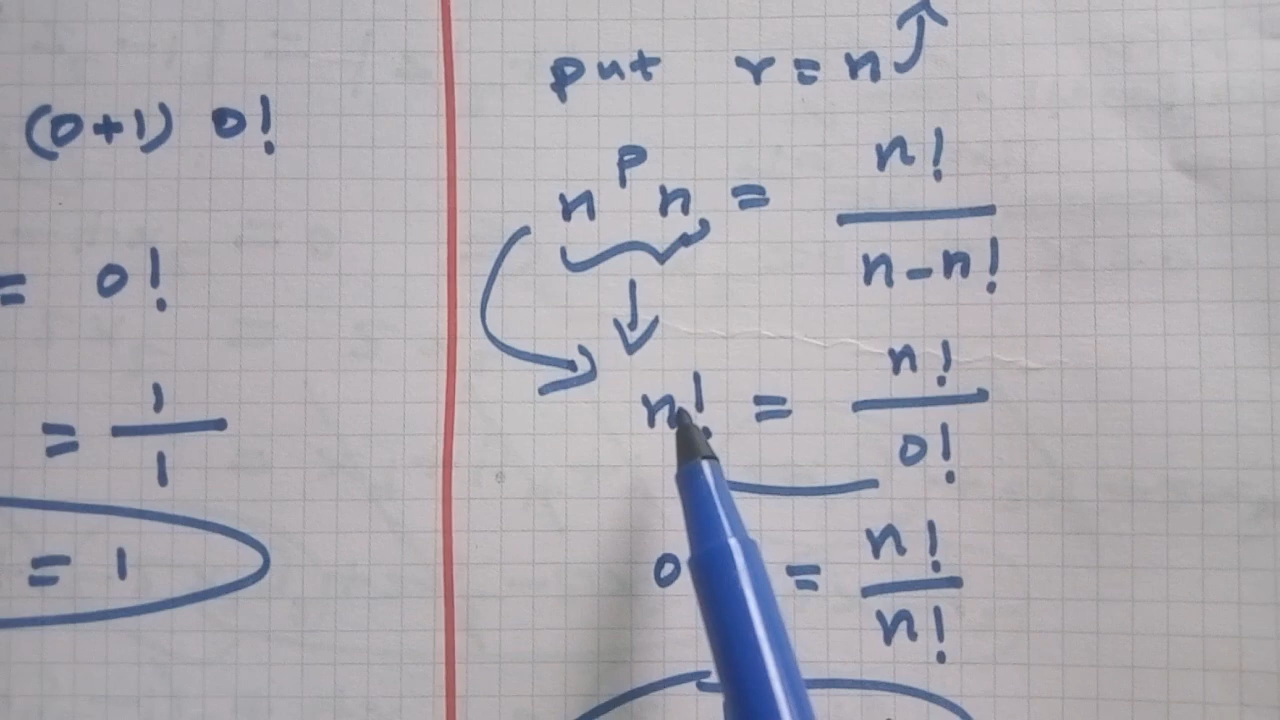 (0+1) 0!
= 0!
= 1/1
= 1
put r = n
nPn = n!/n-n!
n! = n!/0!
0 = n!/n!